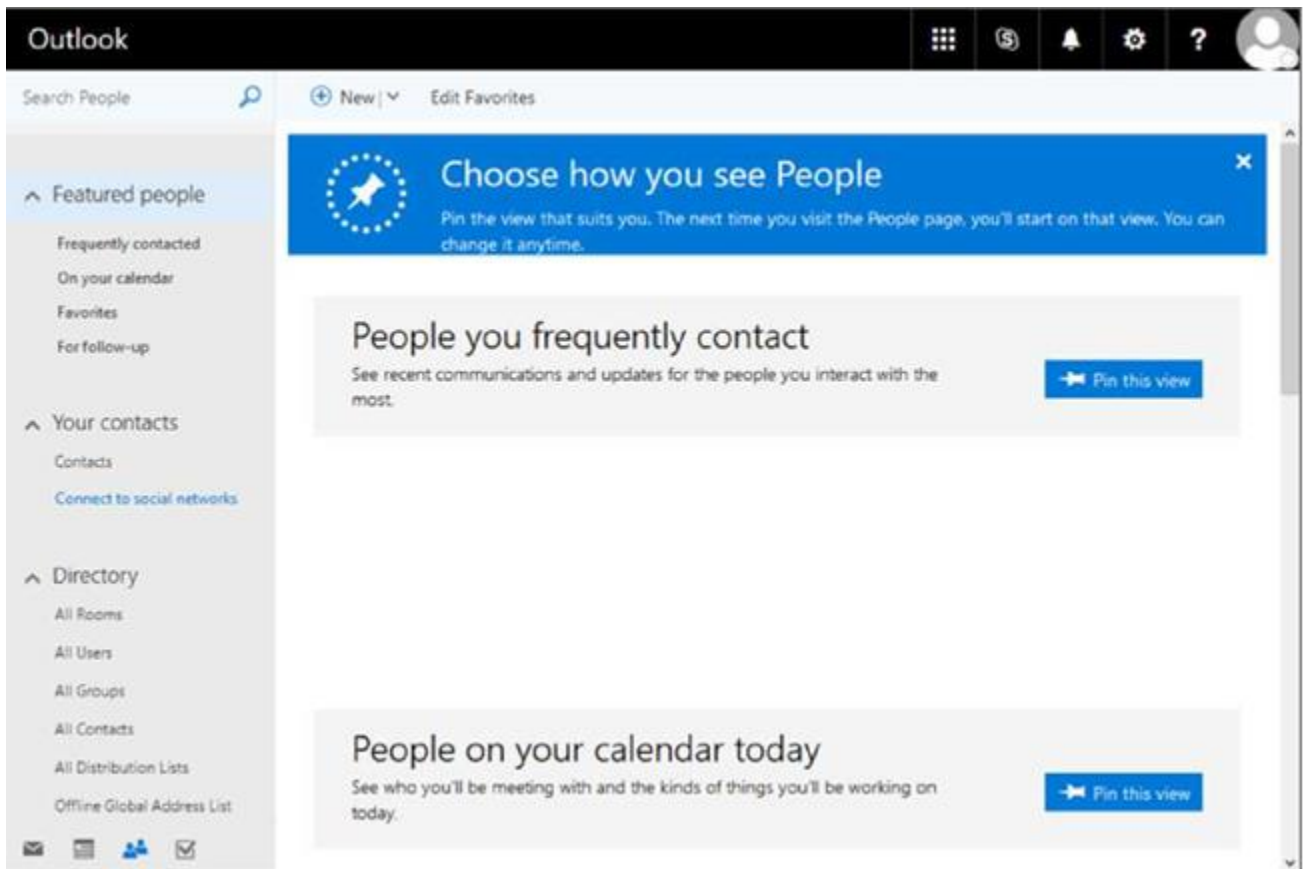 Outlook
?
Search People
New
Edit Favorites
Featured people
Frequently contacted
On your calendar
Favorites
For follow-up
Your contacts
Contacts
Connect to social networks
Directory
All Rooms
All Users
All Groups
All Contacts
All Distribution Lists
Offline Global Address List
Choose how you see People
Pin the view that suits you. The next time you visit the People page, you'll start on that view. You can
change it anytime.
People you frequently contact
See recent communications and updates for the people you interact with the
most.
Pin this view
People on your calendar today
See who you'll be meeting with and the kinds of things you'll be working on
today.
Pin this view